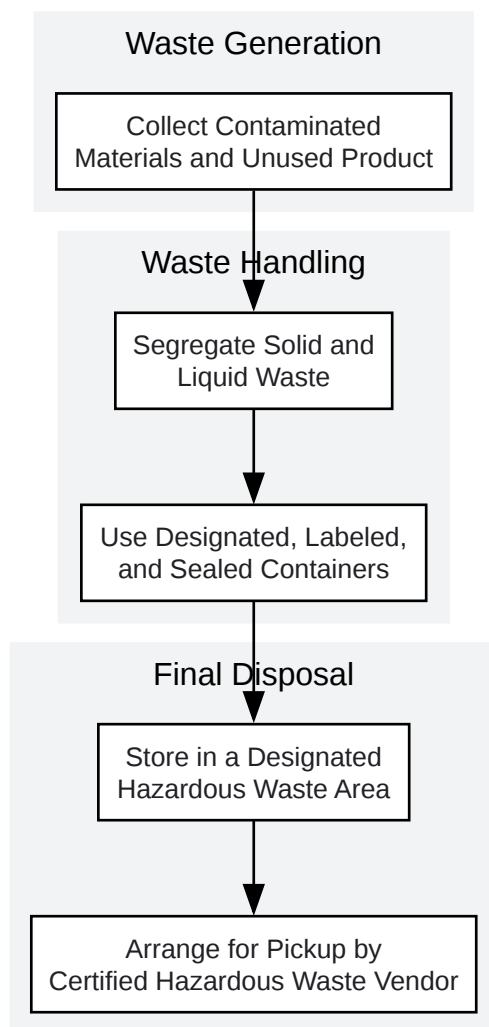 Waste Generation
Collect Contaminated
Materials and Unused Product
Waste Handling
Segregate Solid and
Liquid Waste
Use Designated, Labeled,
and Sealed Containers
Final Disposal
Store in a Designated
Hazardous Waste Area
Arrange for Pickup by
Certified Hazardous Waste Vendor